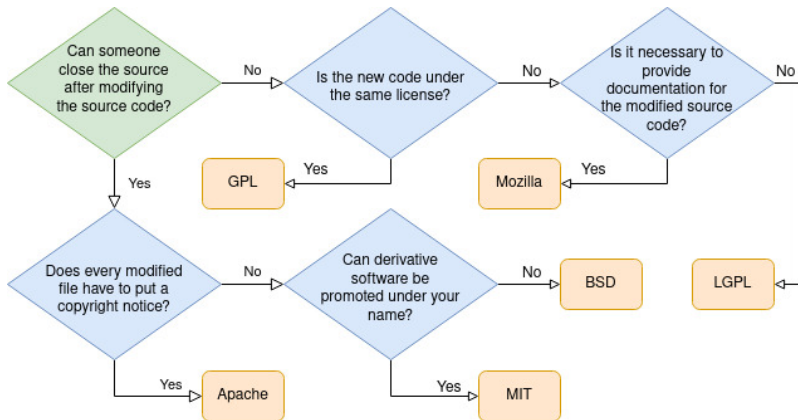 Can someone
close the source
after modifying
the source code?
No
Is the new code under
the same license?
No
Is it necessary to
provide
documentation for
the modified source
code?
No
Yes
GPL
Yes
Mozilla
Yes
Does every modified
file have to put a
copyright notice?
No
Can derivative
software be
promoted under your
name?
No
BSD
LGPL
Yes
Apache
Yes
MIT